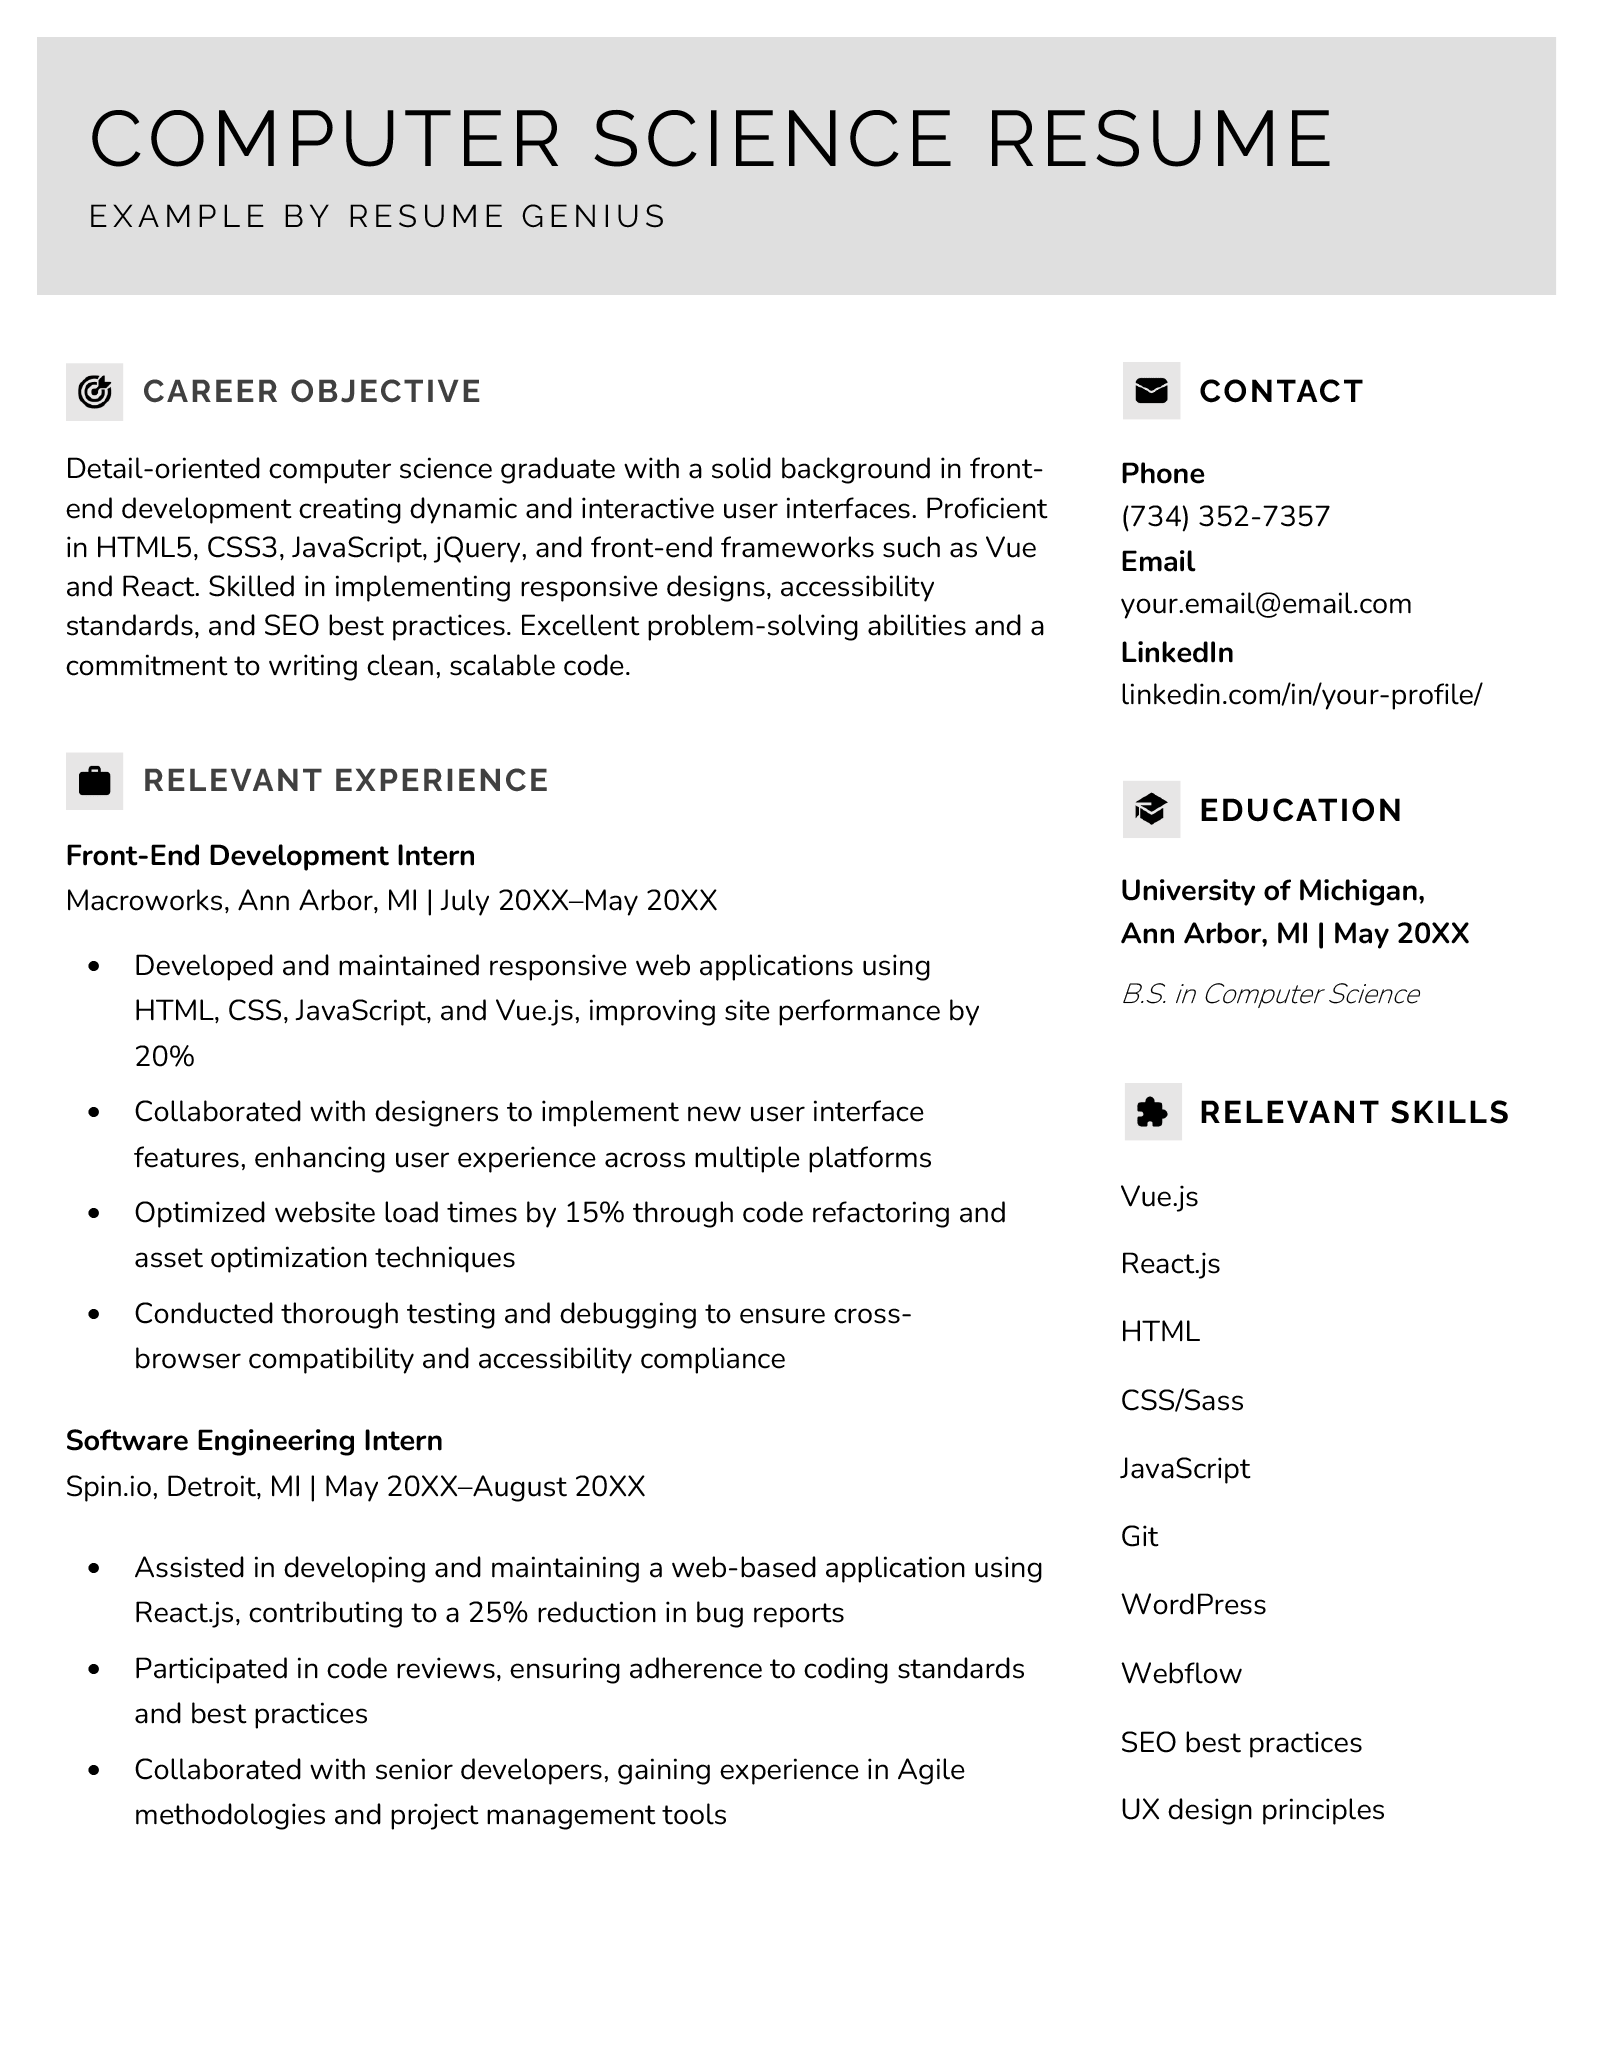 COMPUTER SCIENCE RESUME
EXAMPLE BY RESUME GENIUS
CAREER OBJECTIVE
Detail-oriented computer science graduate with a solid background in front-
end development creating dynamic and interactive user interfaces. Proficient
in HTML5, CSS3, JavaScript, jQuery, and front-end frameworks such as Vue
and React. Skilled in implementing responsive designs, accessibility
standards, and SEO best practices. Excellent problem-solving abilities and a
commitment to writing clean, scalable code.
RELEVANT EXPERIENCE
Front-End Development Intern
Macroworks, Ann Arbor, MI | July 20XX–May 20XX
• Developed and maintained responsive web applications using
HTML, CSS, JavaScript, and Vue.js, improving site performance by
20%
• Collaborated with designers to implement new user interface
features, enhancing user experience across multiple platforms
• Optimized website load times by 15% through code refactoring and
asset optimization techniques
• Conducted thorough testing and debugging to ensure cross-
browser compatibility and accessibility compliance
Software Engineering Intern
Spin.io, Detroit, MI | May 20XX–August 20XX
• Assisted in developing and maintaining a web-based application using
React.js, contributing to a 25% reduction in bug reports
• Participated in code reviews, ensuring adherence to coding standards
and best practices
• Collaborated with senior developers, gaining experience in Agile
methodologies and project management tools
CONTACT
Phone
(734) 352-7357
Email
your.email@email.com
LinkedIn
linkedin.com/in/your-profile/
EDUCATION
University of Michigan,
Ann Arbor, MI | May 20XX
B.S. in Computer Science
RELEVANT SKILLS
Vue.js
React.js
HTML
CSS/Sass
JavaScript
Git
WordPress
Webflow
SEO best practices
UX design principles